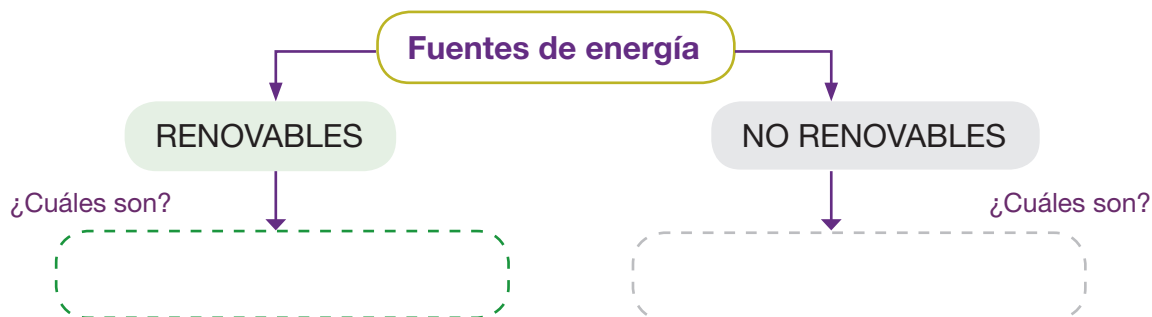 Fuentes de energía
RENOVABLES
NO RENOVABLES
¿Cuáles son?
¿Cuáles son?